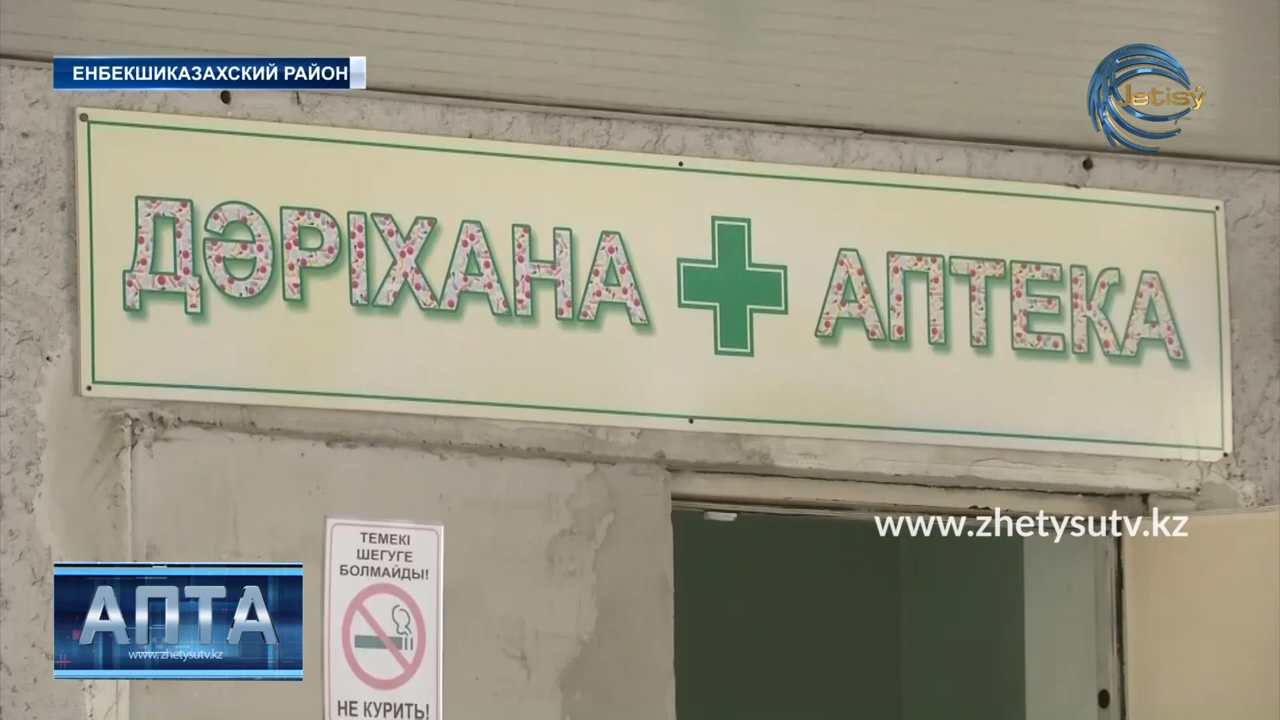 ЕНБЕКШИКАЗАХСКИЙ РАЙОН
Jetisý
ДӘРІХАНА АПТЕКА
www.zhetysutv.kz
ТЕМЕКІ
ШЕГУГЕ
БОЛМАЙДЫ!
НЕ КУРИТЬ!
АПТА
www.zhetysutv.kz